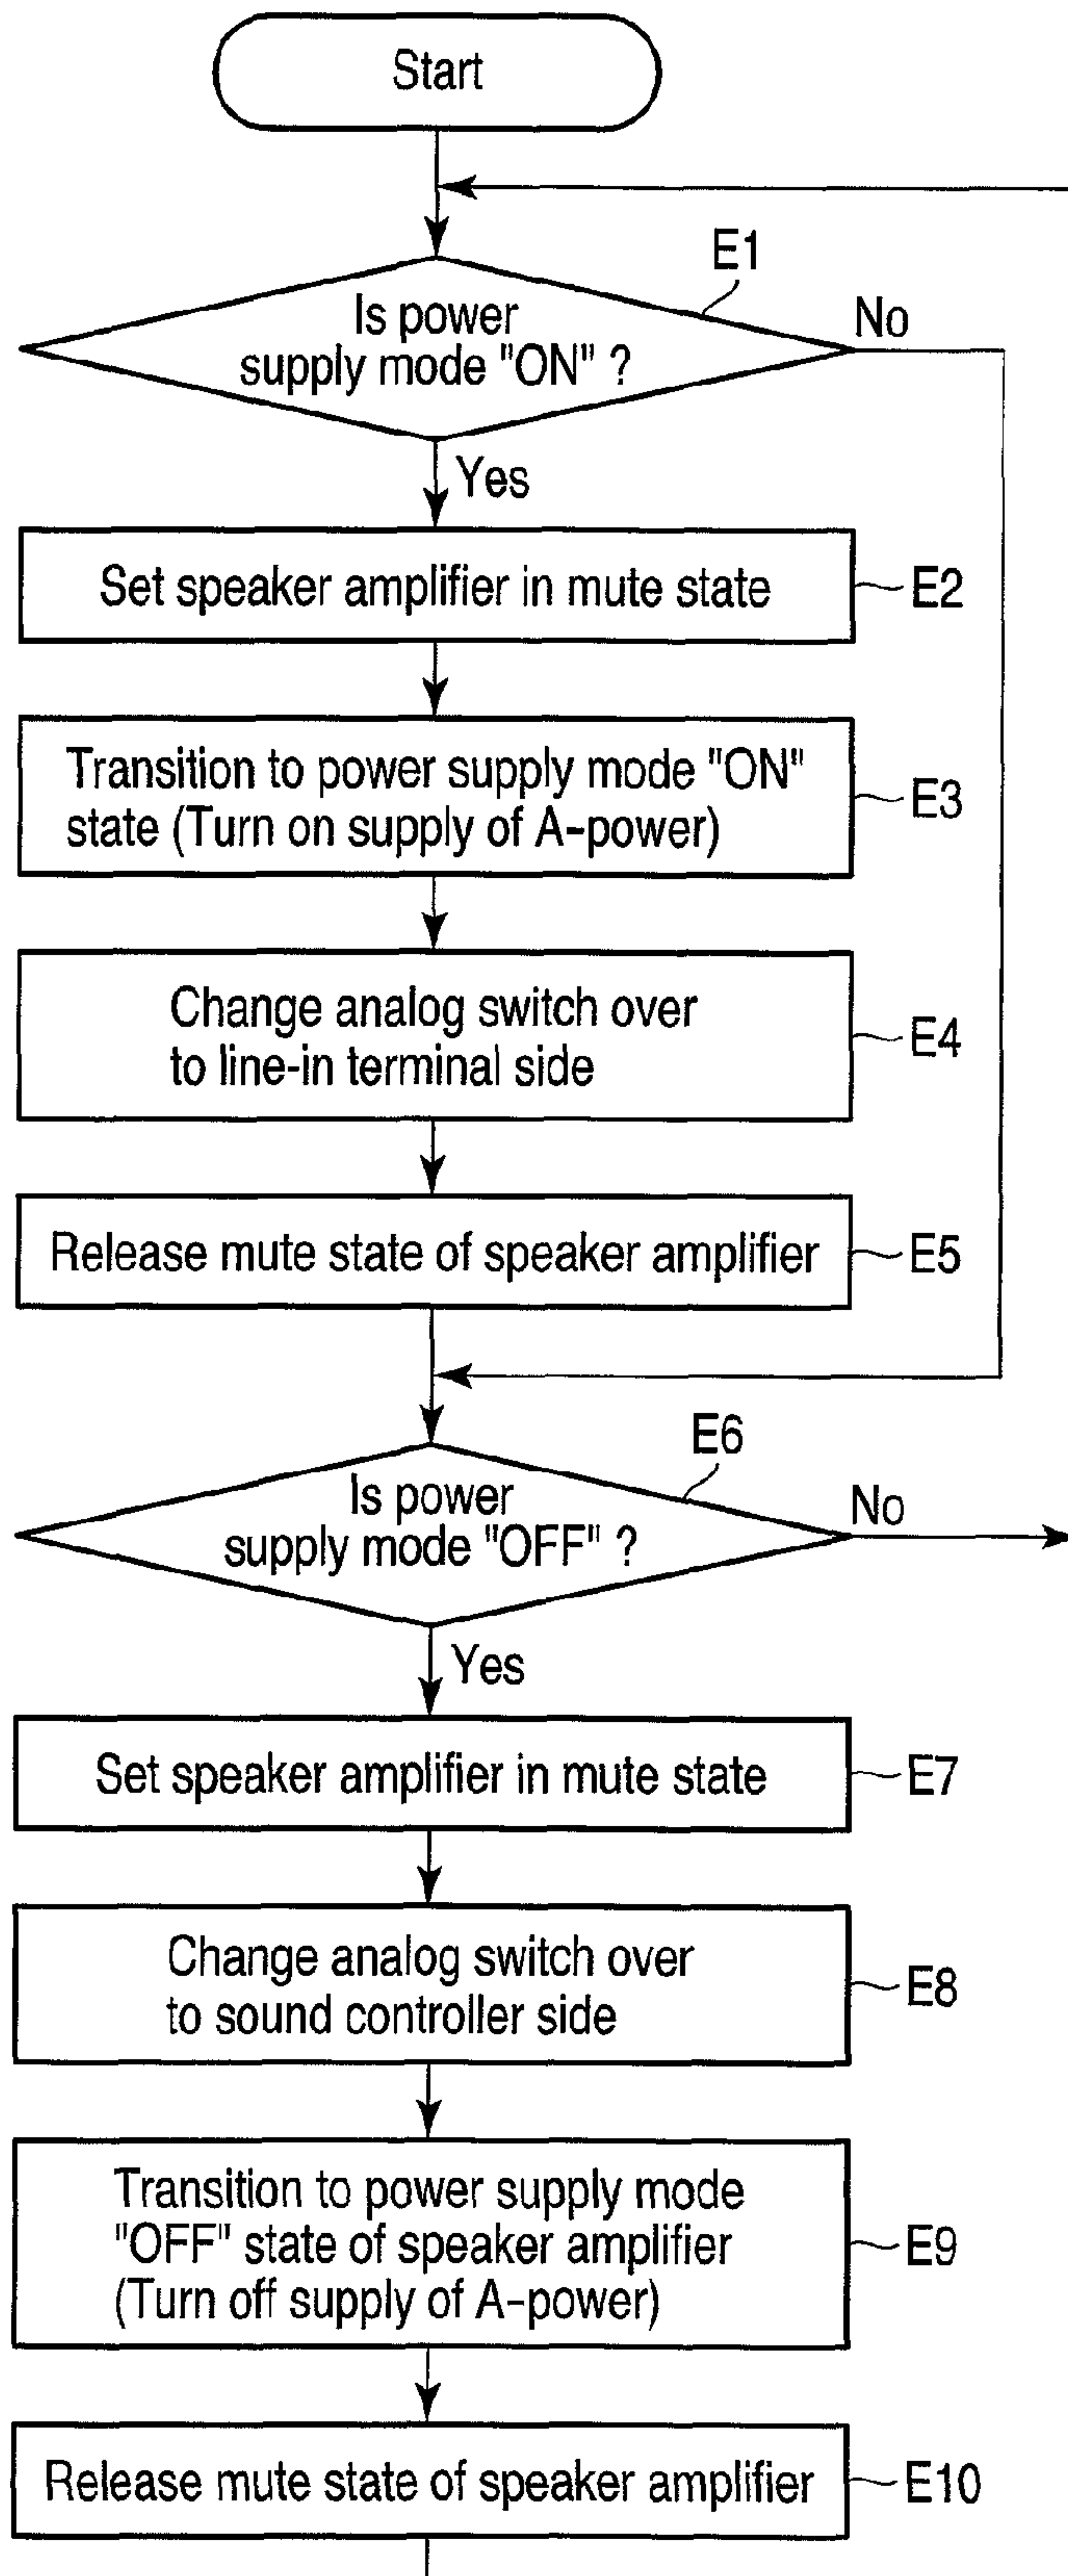 Start
E1
Is power
supply mode "ON" ?
No
Yes
Set speaker amplifier in mute state
E2
Transition to power supply mode "ON"
state (Turn on supply of A-power)
E3
Change analog switch over
to line-in terminal side
E4
Release mute state of speaker amplifier
E5
E6
Is power
supply mode "OFF" ?
No
Yes
Set speaker amplifier in mute state
E7
Change analog switch over
to sound controller side
E8
Transition to power supply mode
"OFF" state of speaker amplifier
(Turn off supply of A-power)
E9
Release mute state of speaker amplifier
E10